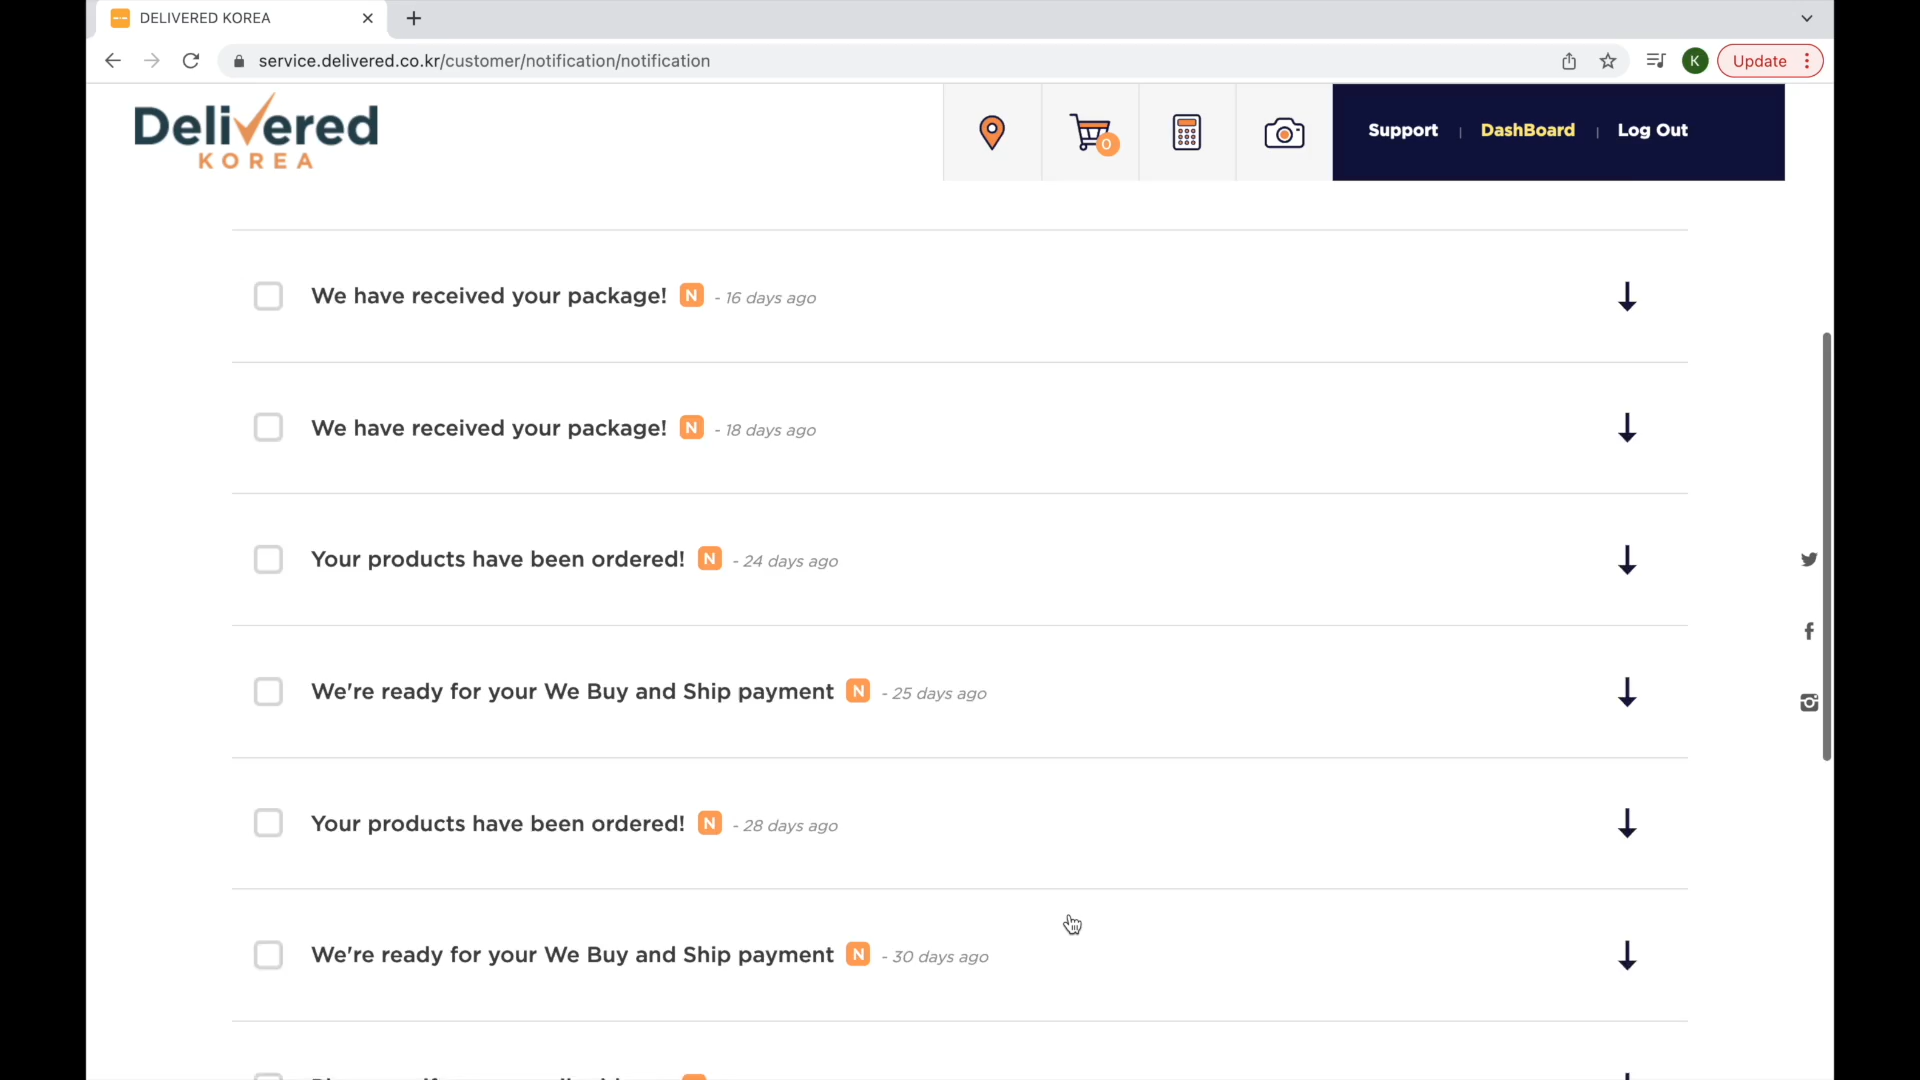 DELIVERED KOREA
service.delivered.co.kr/customer/notification/notification
K
Update
Delivered
KOREA
0
Support | DashBoard | Log Out
We have received your package! N - 16 days ago
We have received your package! N - 18 days ago
Your products have been ordered! N - 24 days ago
We're ready for your We Buy and Ship payment N - 25 days ago
Your products have been ordered! N - 28 days ago
We're ready for your We Buy and Ship payment N - 30 days ago